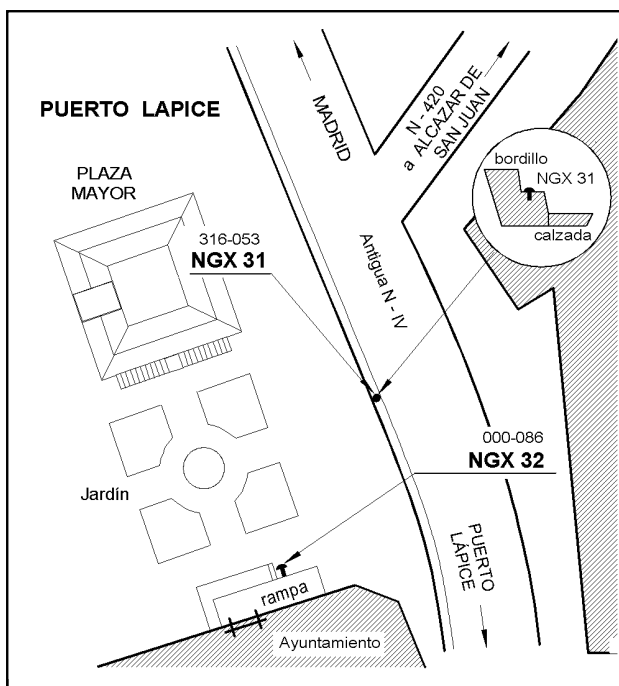 PUERTO LAPICE
PLAZA
MAYOR
316-053
NGX 31
MADRID
N - 420
a ALCAZAR DE
SAN JUAN
bordillo
NGX 31
calzada
Antigua N - IV
000-086
NGX 32
Jardín
PUERTO
LÁPICE
rampa
Ayuntamiento